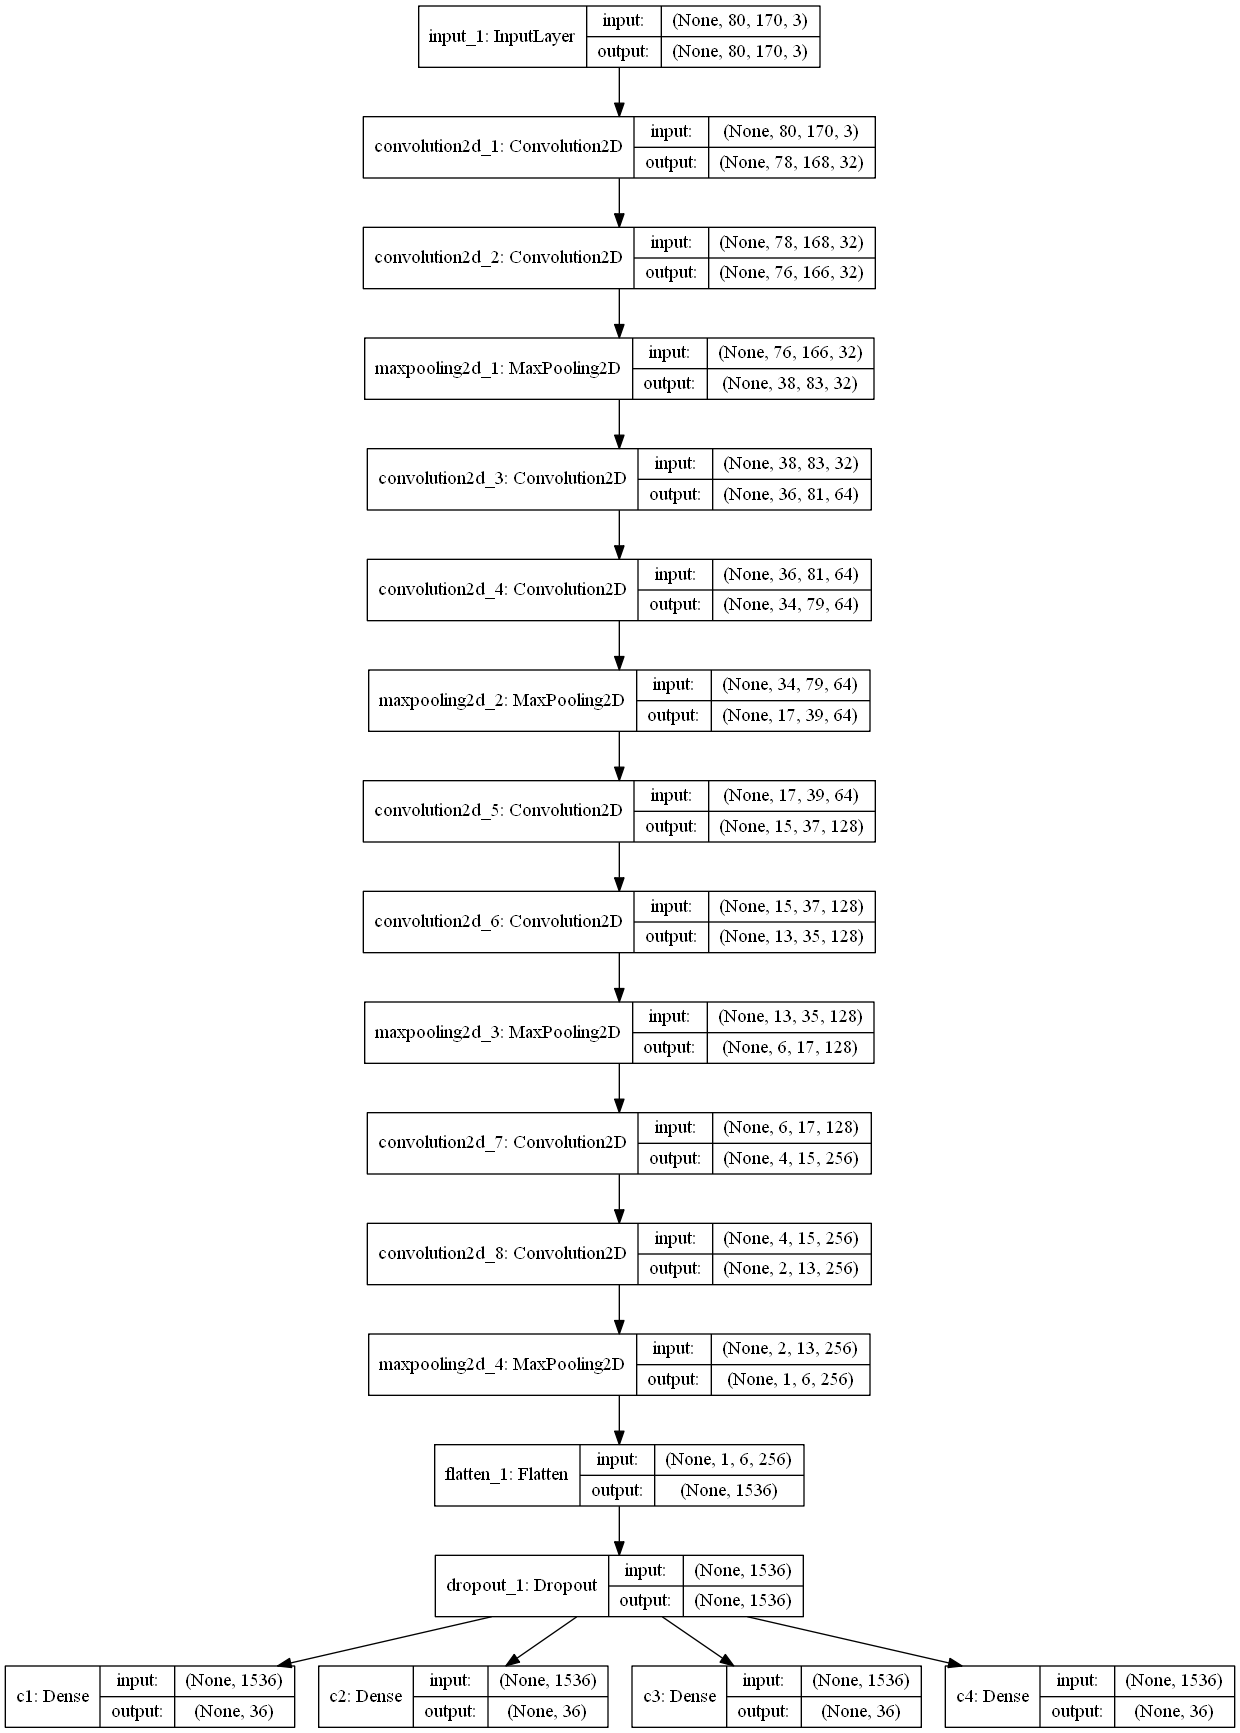 input_1: InputLayer
input: (None, 80, 170, 3)
output: (None, 80, 170, 3)
convolution2d_1: Convolution2D
input: (None, 80, 170, 3)
output: (None, 78, 168, 32)
convolution2d_2: Convolution2D
input: (None, 78, 168, 32)
output: (None, 76, 166, 32)
maxpooling2d_1: MaxPooling2D
input: (None, 76, 166, 32)
output: (None, 38, 83, 32)
convolution2d_3: Convolution2D
input: (None, 38, 83, 32)
output: (None, 36, 81, 64)
convolution2d_4: Convolution2D
input: (None, 36, 81, 64)
output: (None, 34, 79, 64)
maxpooling2d_2: MaxPooling2D
input: (None, 34, 79, 64)
output: (None, 17, 39, 64)
convolution2d_5: Convolution2D
input: (None, 17, 39, 64)
output: (None, 15, 37, 128)
convolution2d_6: Convolution2D
input: (None, 15, 37, 128)
output: (None, 13, 35, 128)
maxpooling2d_3: MaxPooling2D
input: (None, 13, 35, 128)
output: (None, 6, 17, 128)
convolution2d_7: Convolution2D
input: (None, 6, 17, 128)
output: (None, 4, 15, 256)
convolution2d_8: Convolution2D
input: (None, 4, 15, 256)
output: (None, 2, 13, 256)
maxpooling2d_4: MaxPooling2D
input: (None, 2, 13, 256)
output: (None, 1, 6, 256)
flatten_1: Flatten
input: (None, 1, 6, 256)
output: (None, 1536)
dropout_1: Dropout
input: (None, 1536)
output: (None, 1536)
c1: Dense
input: (None, 1536)
output: (None, 36)
c2: Dense
input: (None, 1536)
output: (None, 36)
c3: Dense
input: (None, 1536)
output: (None, 36)
c4: Dense
input: (None, 1536)
output: (None, 36)